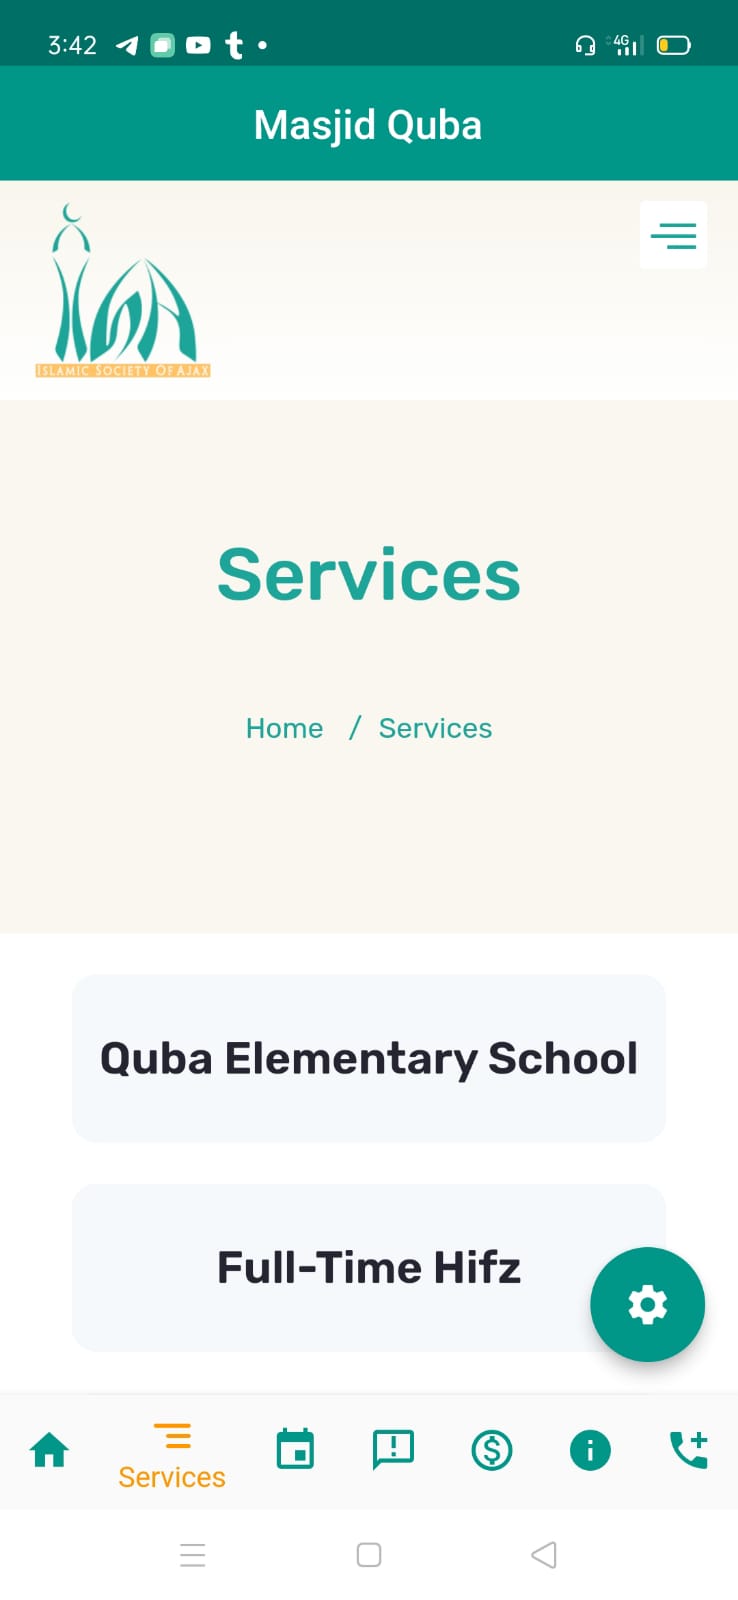 3:42
4G
Masjid Quba
ISLAMIC SOCIETY OF AJAX
Services
Home / Services
Quba Elementary School
Full-Time Hifz
Services